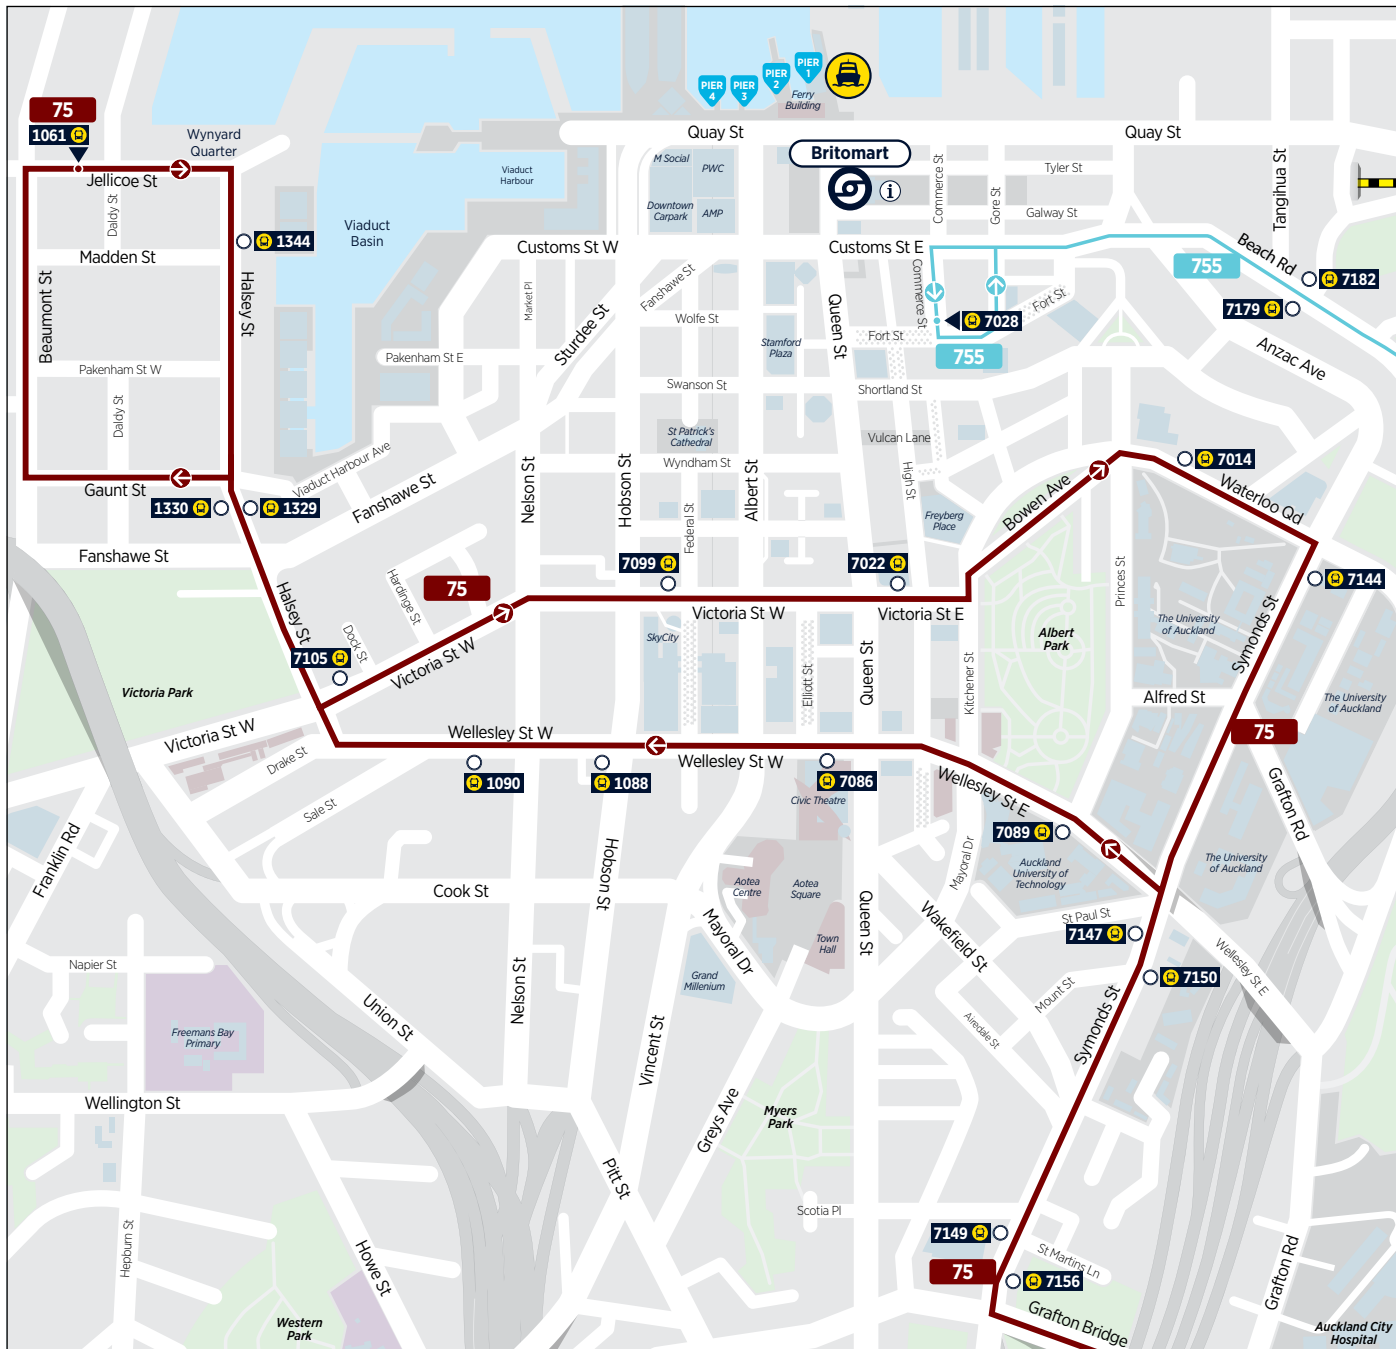 PIER
1
PIER
2
PIER
3
PIER
4
Ferry
Building
75
1061
Wynyard
Quarter
Quay St
Quay St
Britomart
i
M Social
PWC
Downtown
Carpark
AMP
Viaduct
Harbour
Commerce St
Tyler St
Gore St
Galway St
Tangihua St
Jellicoe St
Daldy St
1344
Viaduct
Basin
Madden St
Customs St W
Customs St E
Beach Rd
755
7182
7179
Beaumont St
Halsey St
Market Pl
Sturdee St
Fanshawe St
Wolfe St
Commerce St
7028
Fort St
Fort St
755
Queen St
Stamford
Plaza
Anzac Ave
Pakenham St E
Pakenham St W
Daldy St
Swanson St
Shortland St
St Patrick's
Cathedral
Vulcan Lane
Wyndham St
High St
Viaduct Harbour Ave
Fanshawe St
Nelson St
Hobson St
Federal St
Albert St
Freyberg
Place
Bowen Ave
7014
Waterloo Qd
Gaunt St
1330
1329
Fanshawe St
Hardinge St
75
7099
7022
Victoria St W
Victoria St E
Princes St
7144
Halsey St
Dock St
7105
Victoria St W
SkyCity
Elliott St
Queen St
Kitchener St
Albert
Park
The University
of Auckland
Symonds St
Alfred St
The University
of Auckland
Victoria Park
Victoria St W
Drake St
Wellesley St W
Wellesley St W
75
1090
1088
7086
Civic Theatre
Wellesley St E
Grafton Rd
Sale St
7089
Franklin Rd
Hobson St
Mayoral Dr
Auckland
University of
Technology
The University
of Auckland
Cook St
Aotea
Centre
Aotea
Square
Mayoral Dr
Queen St
Wakefield St
St Paul St
7147
Town
Hall
Wellesley St E
Napier St
Nelson St
Grand
Millenium
7150
Mount St
Airedale St
Symonds St
Union St
Freemans Bay
Primary
Vincent St
Greys Ave
Wellington St
Myers
Park
Pitt St
Scotia Pl
7149
St Martins Ln
Hepburn St
Howe St
75
7156
Grafton Rd
Grafton Bridge
Western
Park
Auckland City
Hospital